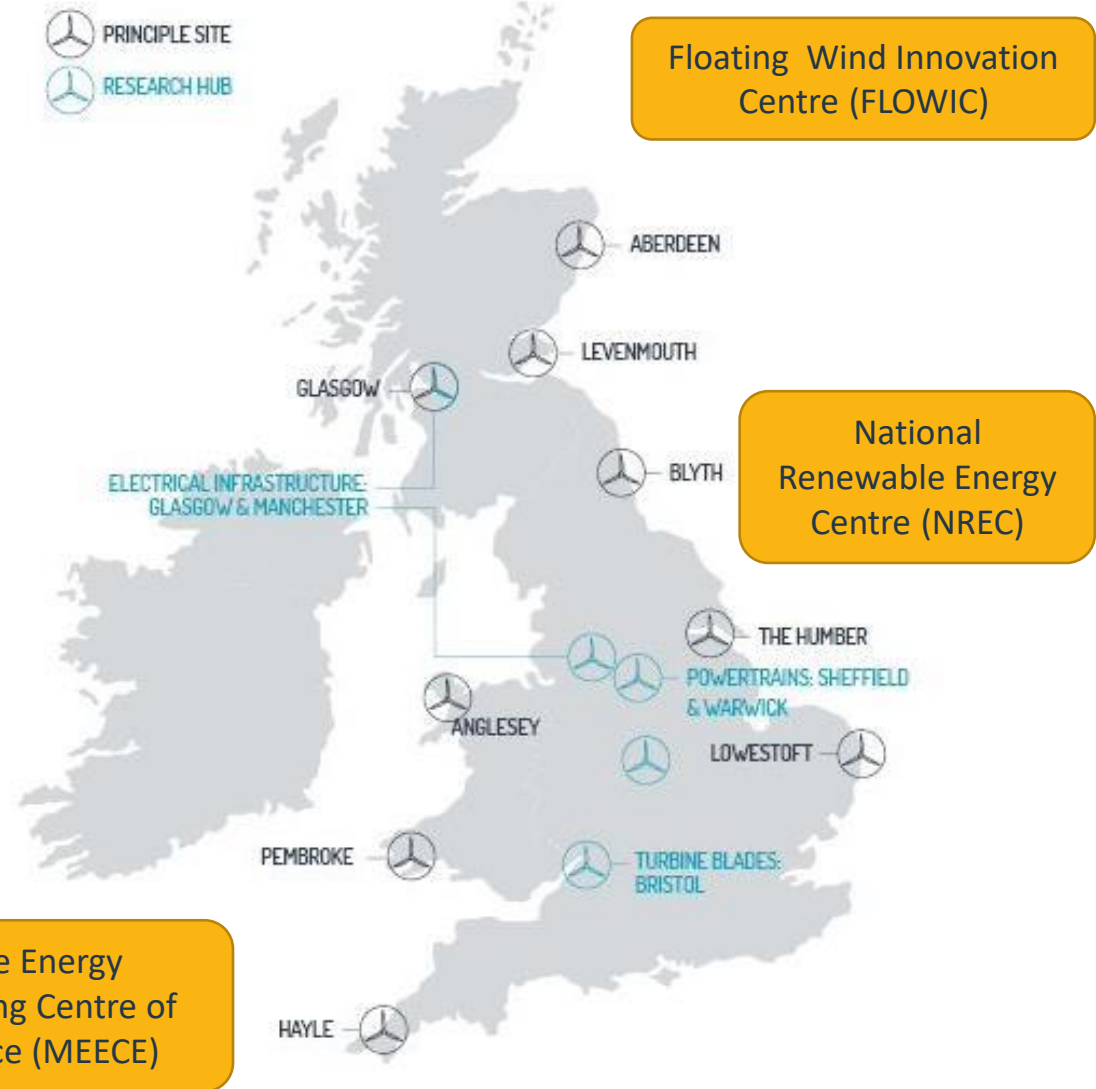 PRINCIPLE SITE
RESEARCH HUB
Floating Wind Innovation
Centre (FLOWIC)
ABERDEEN
LEVENMOUTH
GLASGOW
National
Renewable Energy
Centre (NREC)
BLYTH
ELECTRICAL INFRASTRUCTURE:
GLASGOW & MANCHESTER
THE HUMBER
POWERTRAINS: SHEFFIELD
& WARWICK
ANGLESEY
LOWESTOFT
PEMBROKE
TURBINE BLADES:
BRISTOL
Energy
Centre of
(MEECE)
HAYLE